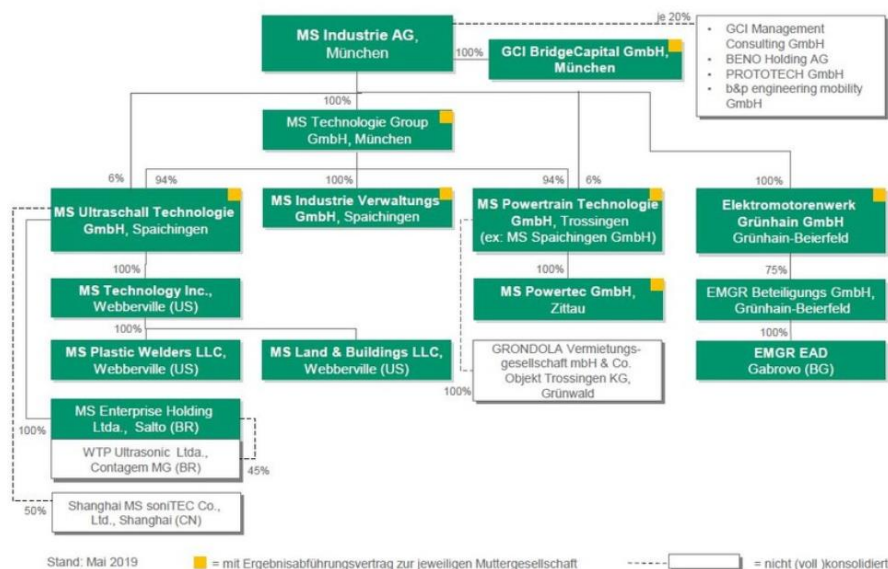 MS Industrie AG,
München
je 20%
• GCI Management
Consulting GmbH
• BENO Holding AG
• PROTOTECH GmbH
• b&p engineering mobility
GmbH
100%
GCI BridgeCapital GmbH,
München
100%
MS Technologie Group
GmbH, München
6%
94%
100%
94%
6%
100%
MS Ultraschall Technologie
GmbH, Spaichingen
MS Industrie Verwaltungs
GmbH, Spaichingen
MS Powertrain Technologie
GmbH, Trossingen
(ex: MS Spaichingen GmbH)
Elektromotorenwerk
Grünhain GmbH
Grünhain-Beierfeld
100%
100%
75%
MS Technology Inc.,
Webberville (US)
MS Powertec GmbH,
Zittau
EMGR Beteiligungs GmbH,
Grünhain-Beierfeld
100%
100%
MS Plastic Welders LLC,
Webberville (US)
MS Land & Buildings LLC,
Webberville (US)
GRONDOLA Vermietungs-
gesellschaft mbH & Co.
Objekt Trossingen KG,
Grünwald
100%
EMGR EAD
Gabrovo (BG)
MS Enterprise Holding
Ltda., Salto (BR)
100%
WTP Ultrasonic Ltda.,
Contagem MG (BR)
45%
50%
Shanghai MS soniTEC Co.,
Ltd., Shanghai (CN)
Stand: Mai 2019
= mit Ergebnisabführungsvertrag zur jeweiligen Muttergesellschaft
= nicht (voll )konsolidiert